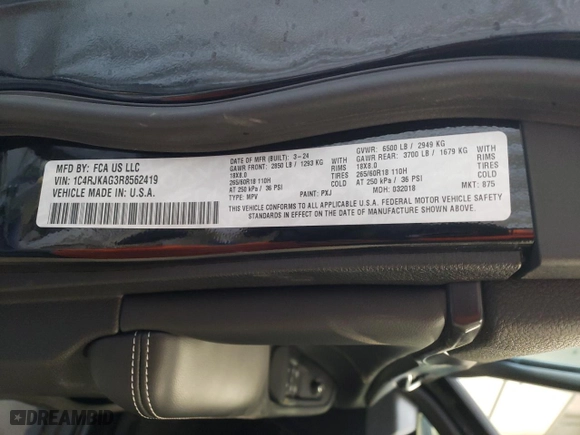 MFD BY: FCA US LLC
VIN: 1C4RJKAG3R8562419
VEHICLE MADE IN: U.S.A.
DATE OF MFR (BUILT): 3-24
GAWR FRONT: 2850 LB / 1293 KG WITH
18X8.0 RIMS
265/60R18 110H TIRES
AT 250 kPa / 36 PSI COLD
TYPE: MPV PAINT: PXJ
GVWR: 6500 LB / 2949 KG
GAWR REAR: 3700 LB / 1679 KG WITH
18X8.0 RIMS
265/60R18 110H TIRES
AT 250 kPa / 36 PSI COLD
MDH: 032018 MKT: 875
THIS VEHICLE CONFORMS TO ALL APPLICABLE U.S.A. FEDERAL MOTOR VEHICLE SAFETY
AND THEFT PREVENTION STANDARDS IN EFFECT ON THE DATE OF MANUFACTURE SHOWN ABOVE.
© DREAMBID